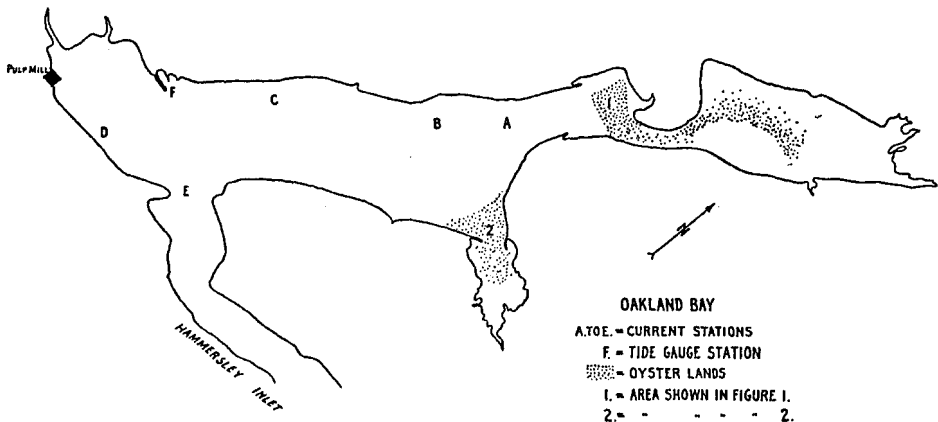 PULP MILL
F
C
B
A
1
D
E
2
N
HAMMERSLEY INLET
OAKLAND BAY
A.TO E. = CURRENT STATIONS
F. = TIDE GAUGE STATION
= OYSTER LANDS
1. = AREA SHOWN IN FIGURE 1.
2. = " " " " 2.